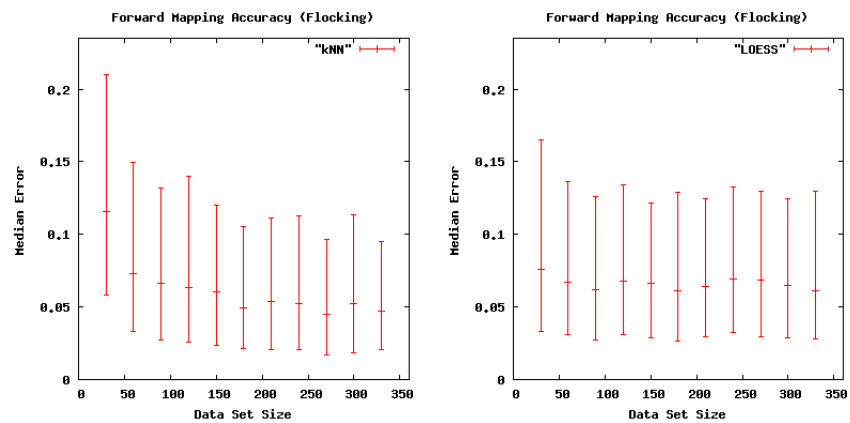 Forward Mapping Accuracy (Flocking)
"kNN"
0.2
0.15
0.1
0.05
0
Median Error
0 50 100 150 200 250 300 350
Data Set Size
Forward Mapping Accuracy (Flocking)
"LOESS"
0.2
0.15
0.1
0.05
0
Median Error
0 50 100 150 200 250 300 350
Data Set Size